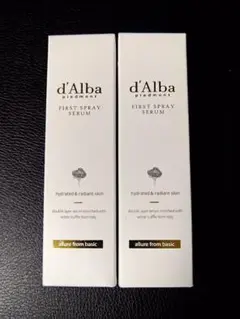 d'Alba
piedmont
FIRST SPRAY
SERUM
hydrated & radiant skin
allure from basic
d'Alba
piedmont
FIRST SPRAY
SERUM
hydrated & radiant skin
allure from basic